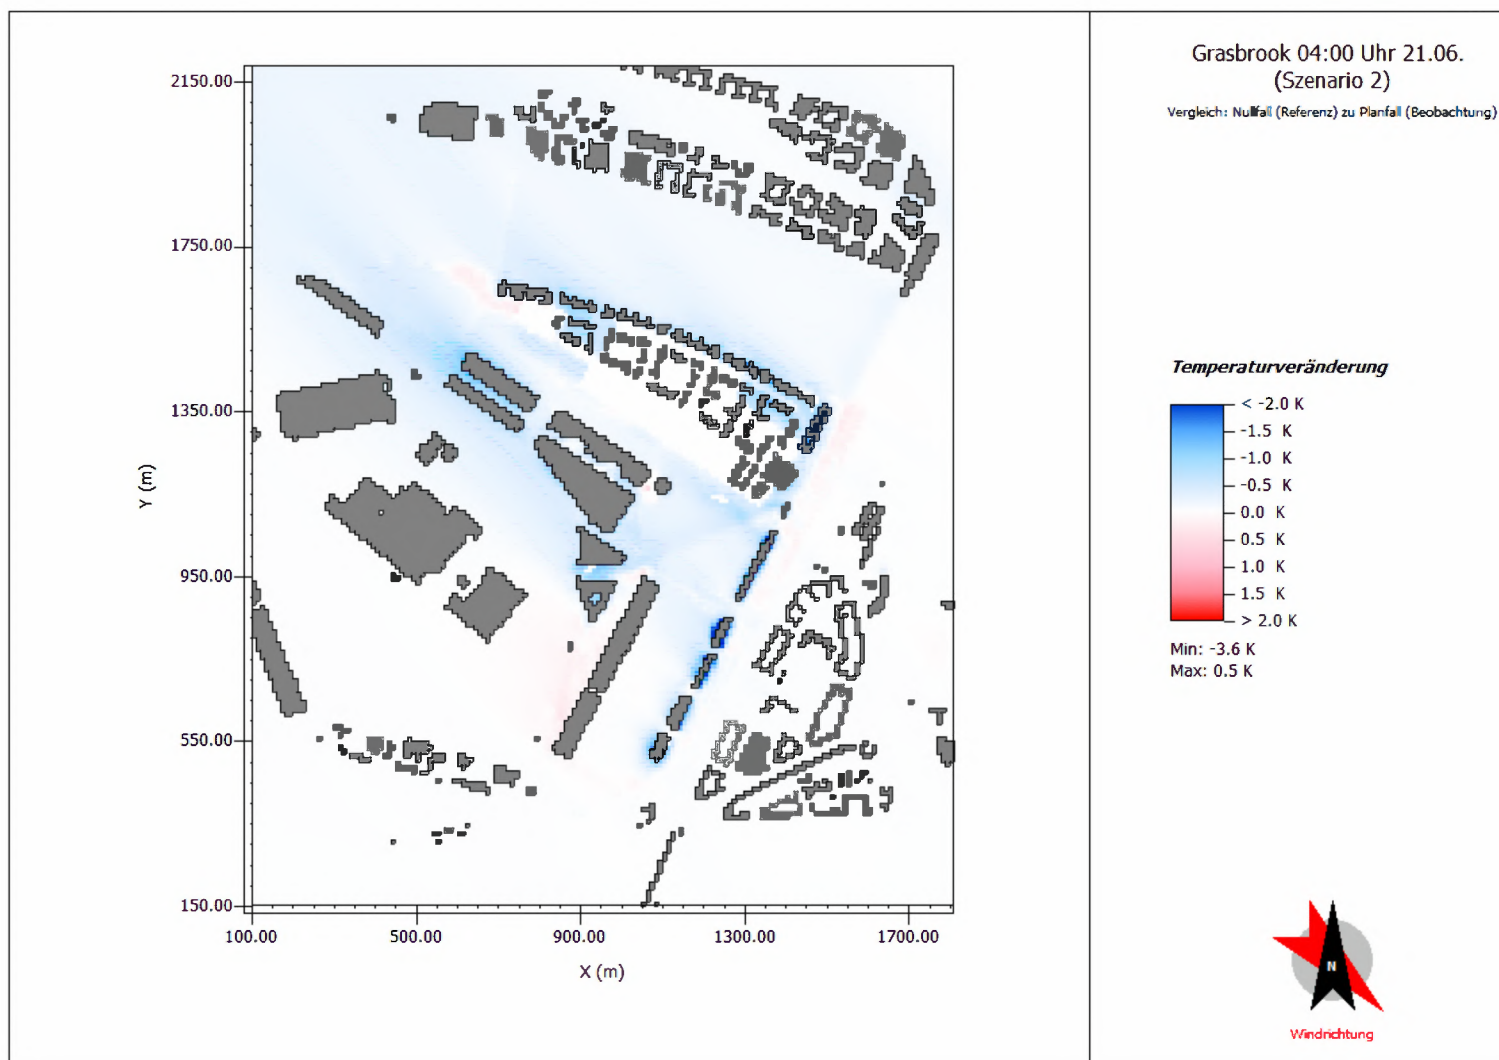 Grasbrook 04:00 Uhr 21.06.
(Szenario 2)
Vergleich: Nullfall (Referenz) zu Planfall (Beobachtung)
2150.00
1750.00
1350.00
950.00
550.00
150.00
Y (m)
100.00 500.00 900.00 1300.00 1700.00
X (m)
Temperaturveränderung
< -2.0 K
-1.5 K
-1.0 K
-0.5 K
0.0 K
0.5 K
1.0 K
1.5 K
> 2.0 K
Min: -3.6 K
Max: 0.5 K
N
Windrichtung